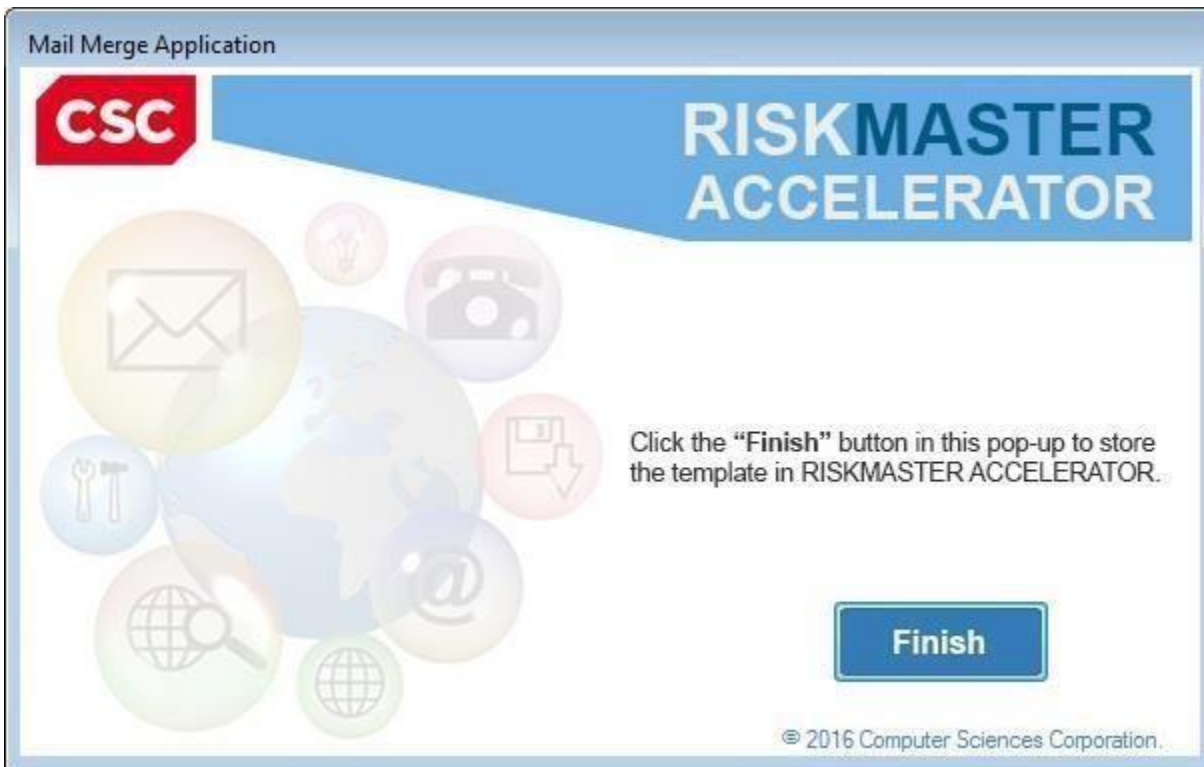 Mail Merge Application
CSC
RISKMASTER
ACCELERATOR
@
Click the “Finish” button in this pop-up to store
the template in RISKMASTER ACCELERATOR.
Finish
© 2016 Computer Sciences Corporation.